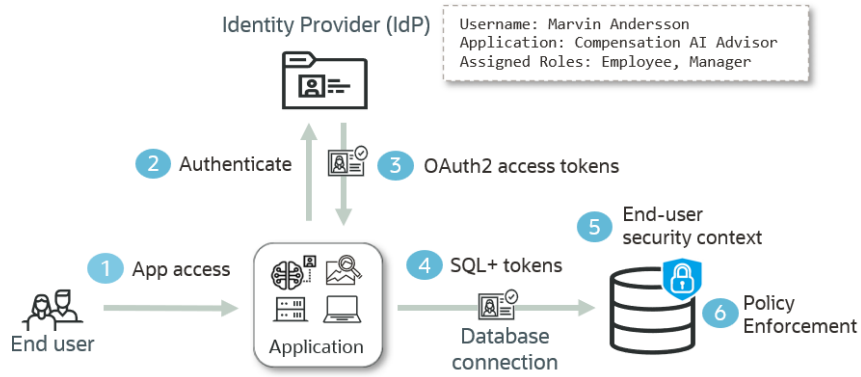 Identity Provider (IdP)
Username: Marvin Andersson
Application: Compensation AI Advisor
Assigned Roles: Employee, Manager
2 Authenticate
3 OAuth2 access tokens
1 App access
4 SQL+ tokens
5 End-user
security context
6 Policy
Enforcement
End user
Application
Database
connection